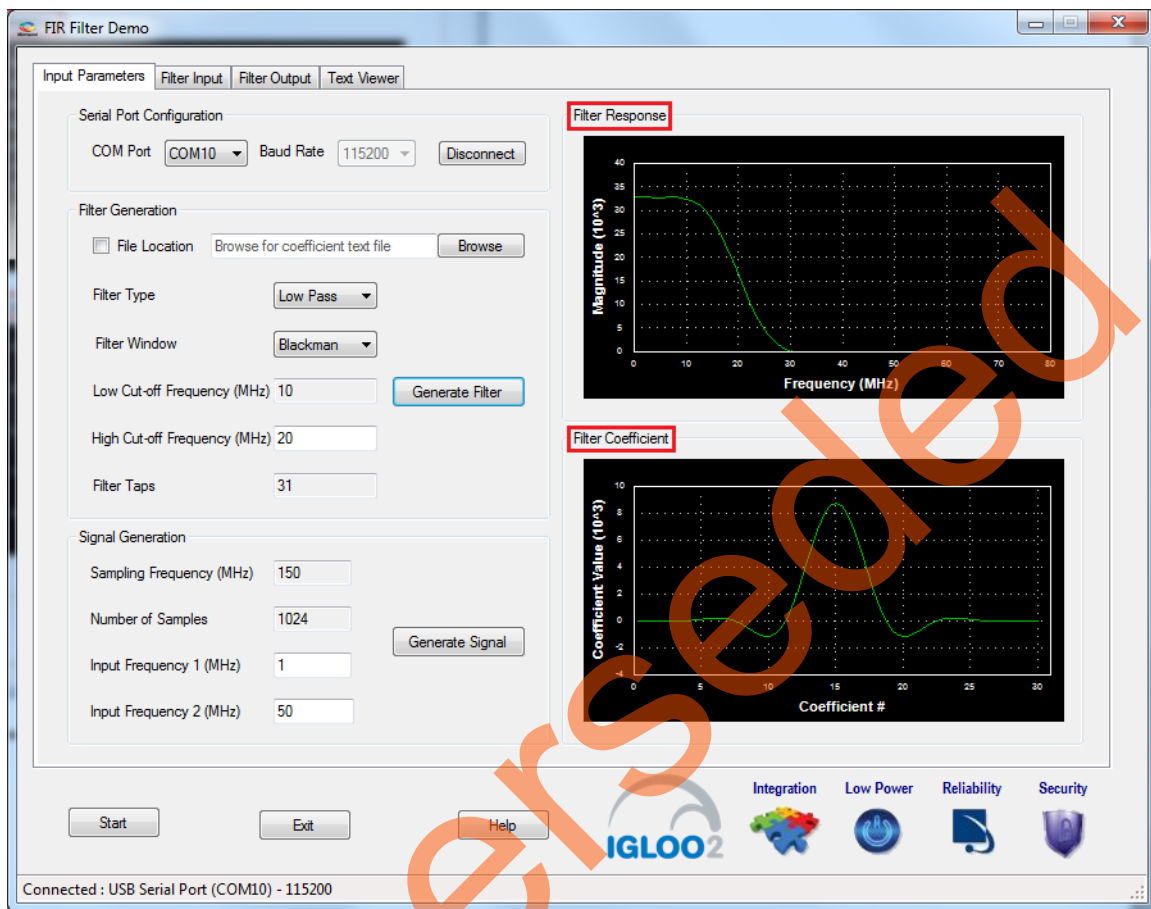 FIR Filter Demo
Input Parameters Filter Input Filter Output Text Viewer
Serial Port Configuration
COM Port COM10 Baud Rate 115200 Disconnect
Filter Generation
File Location Browse for coefficient text file Browse
Filter Type Low Pass
Filter Window Blackman
Low Cut-off Frequency (MHz) 10 Generate Filter
High Cut-off Frequency (MHz) 20
Filter Taps 31
Signal Generation
Sampling Frequency (MHz) 150
Number of Samples 1024
Generate Signal
Input Frequency 1 (MHz) 1
Input Frequency 2 (MHz) 50
Filter Response
Magnitude (10^3)
40
35
30
25
20
15
10
5
0
0 10 20 30 40 50 60 70 80
Frequency (MHz)
Filter Coefficient
Coefficient Value (10^3)
10
8
6
4
2
0
-2
-4
0 5 10 15 20 25 30
Coefficient #
Start Exit Help
IGLOO2
Integration Low Power Reliability Security
Connected : USB Serial Port (COM10) - 115200
erseded